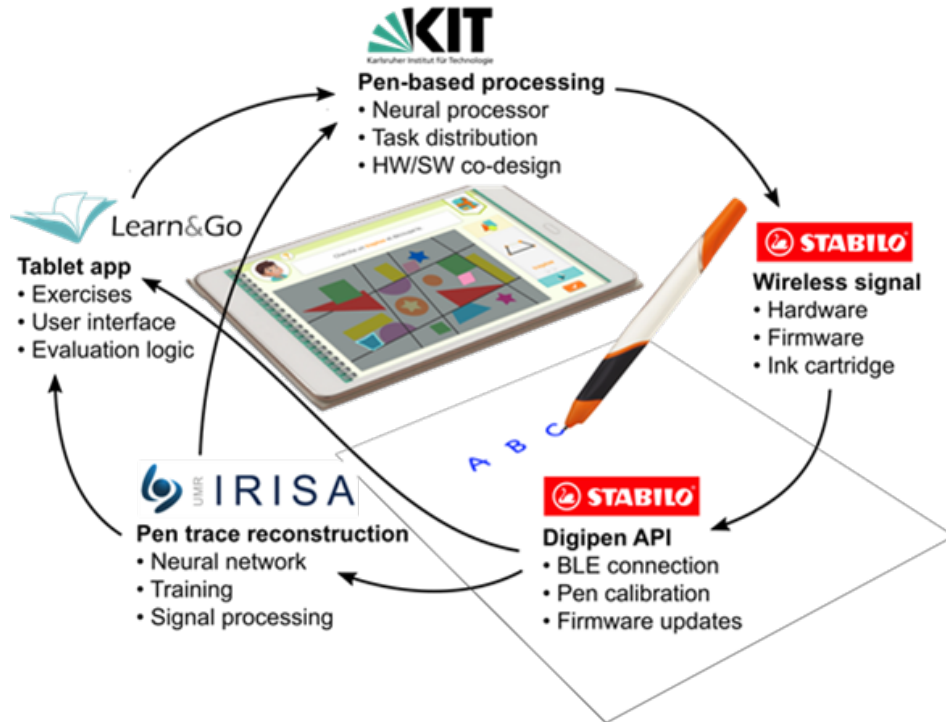 KIT
Karlsruher Institut für Technologie
Pen-based processing
• Neural processor
• Task distribution
• HW/SW co-design
Learn&Go
Tablet app
• Exercises
• User interface
• Evaluation logic
STABILO
Wireless signal
• Hardware
• Firmware
• Ink cartridge
A B C
UMR IRISA
Pen trace reconstruction
• Neural network
• Training
• Signal processing
STABILO
Digipen API
• BLE connection
• Pen calibration
• Firmware updates